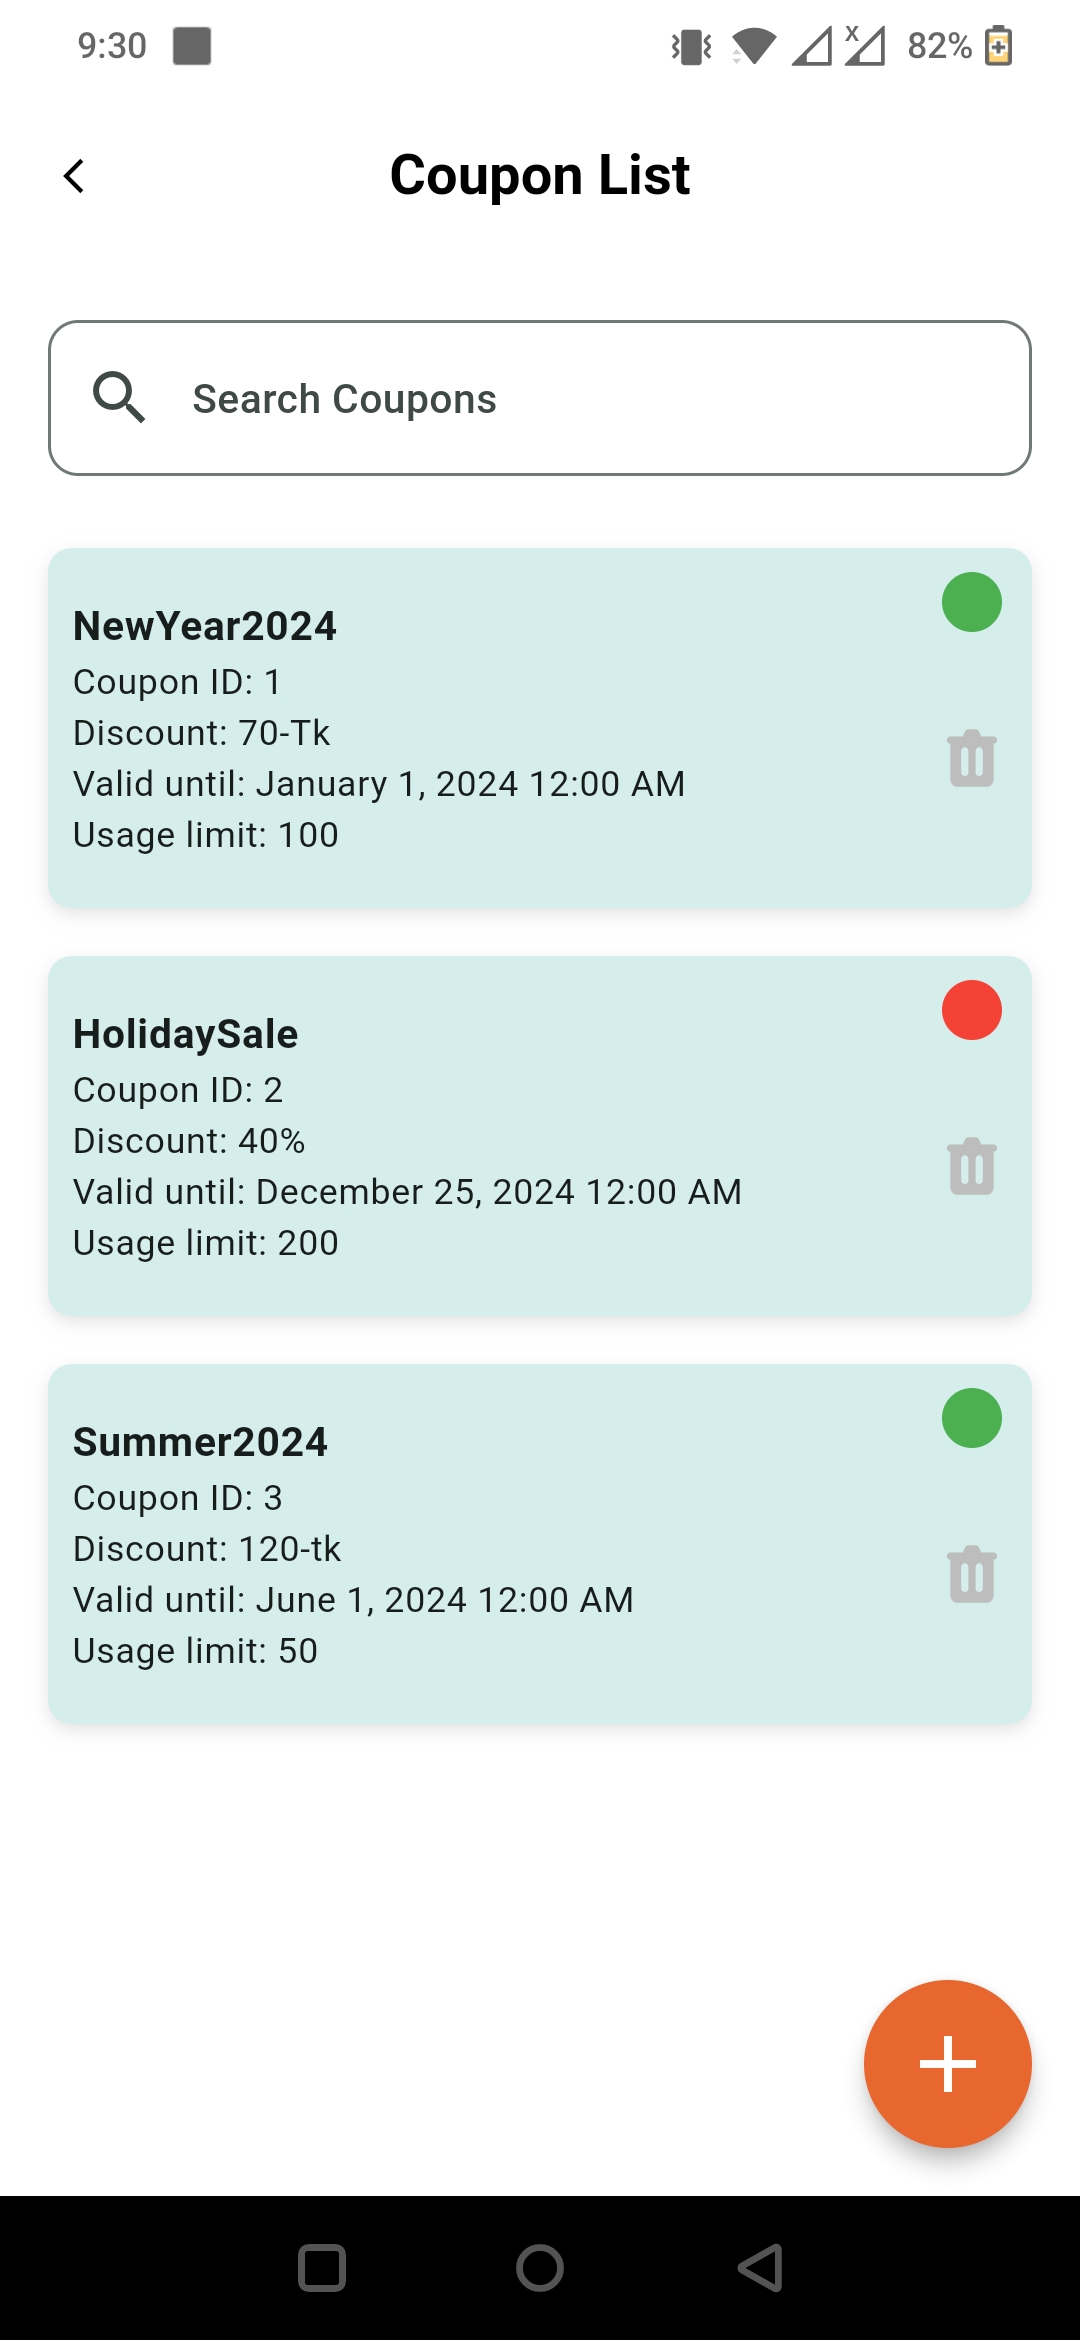 9:30
82%
Coupon List
Search Coupons
NewYear2024
Coupon ID: 1
Discount: 70-Tk
Valid until: January 1, 2024 12:00 AM
Usage limit: 100
HolidaySale
Coupon ID: 2
Discount: 40%
Valid until: December 25, 2024 12:00 AM
Usage limit: 200
Summer2024
Coupon ID: 3
Discount: 120-tk
Valid until: June 1, 2024 12:00 AM
Usage limit: 50